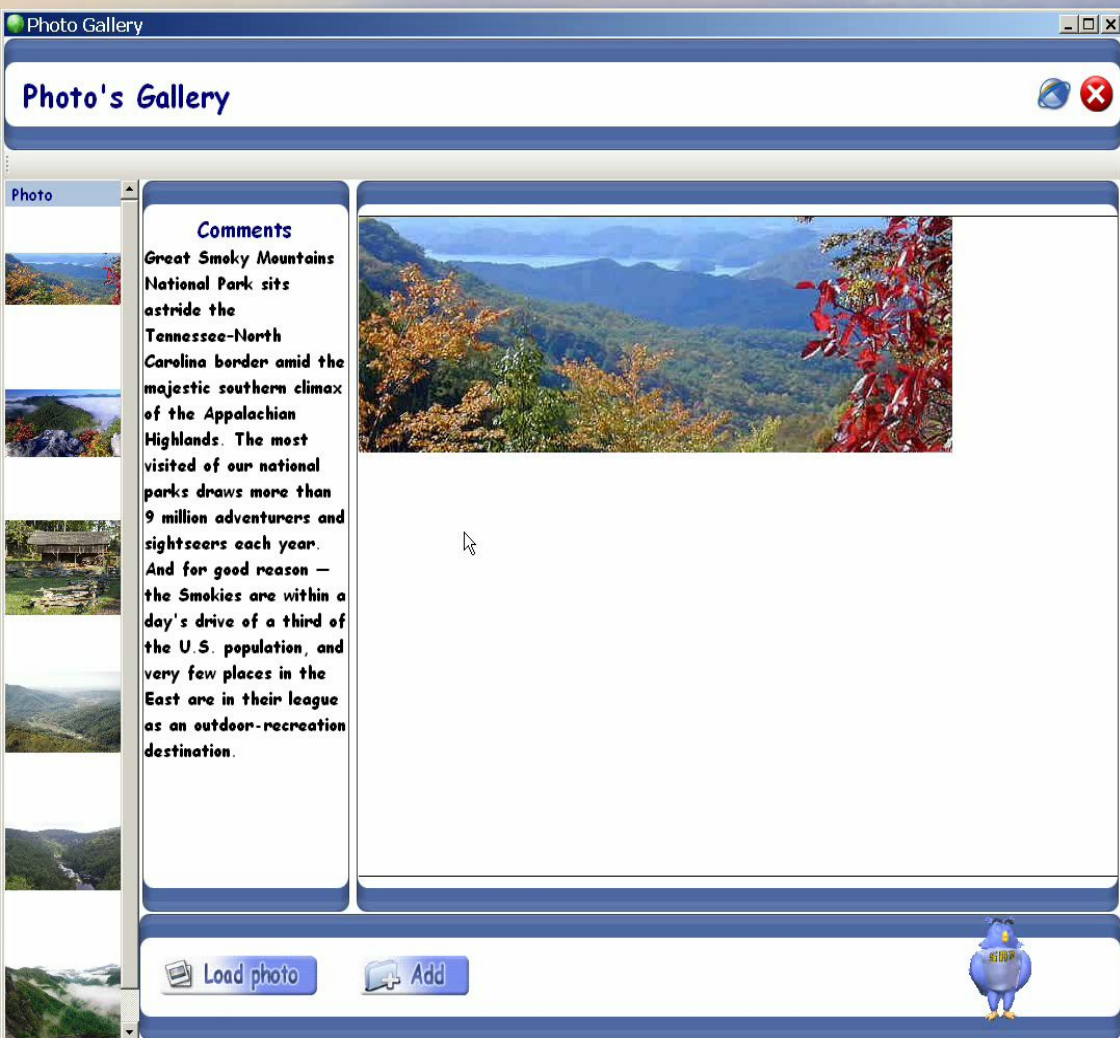 Photo Gallery
Photo's Gallery
Photo
Comments
Great Smoky Mountains
National Park sits
astride the
Tennessee-North
Carolina border amid the
majestic southern climax
of the Appalachian
Highlands. The most
visited of our national
parks draws more than
9 million adventurers and
sightseers each year.
And for good reason —
the Smokies are within a
day's drive of a third of
the U.S. population, and
very few places in the
East are in their league
as an outdoor-recreation
destination.
Load photo
Add